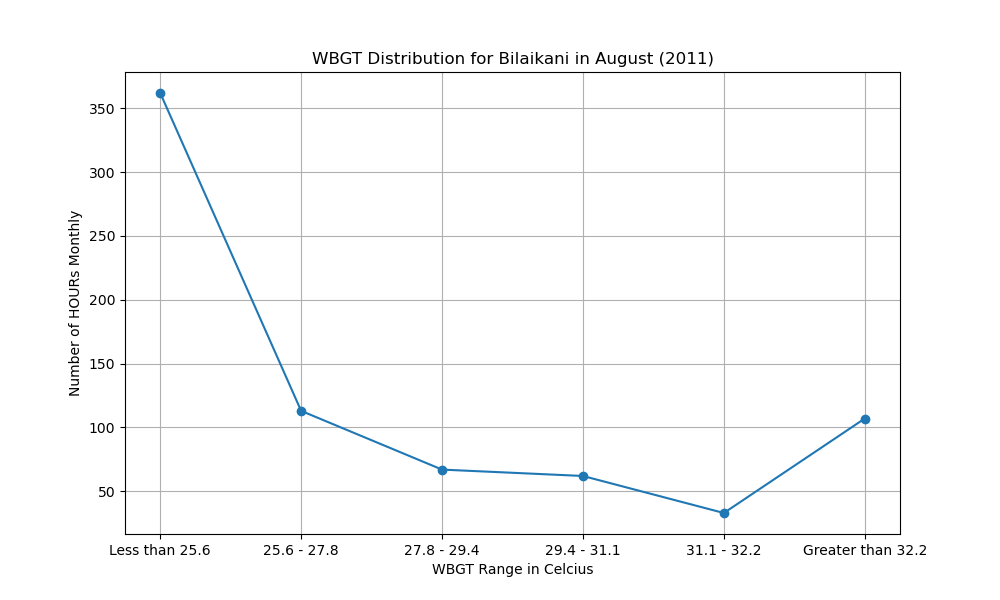 WBGT Distribution for Bilaikani in August (2011)
Number of HOURs Monthly
350
300
250
200
150
100
50
Less than 25.6
25.6 - 27.8
27.8 - 29.4
29.4 - 31.1
31.1 - 32.2
Greater than 32.2
WBGT Range in Celcius